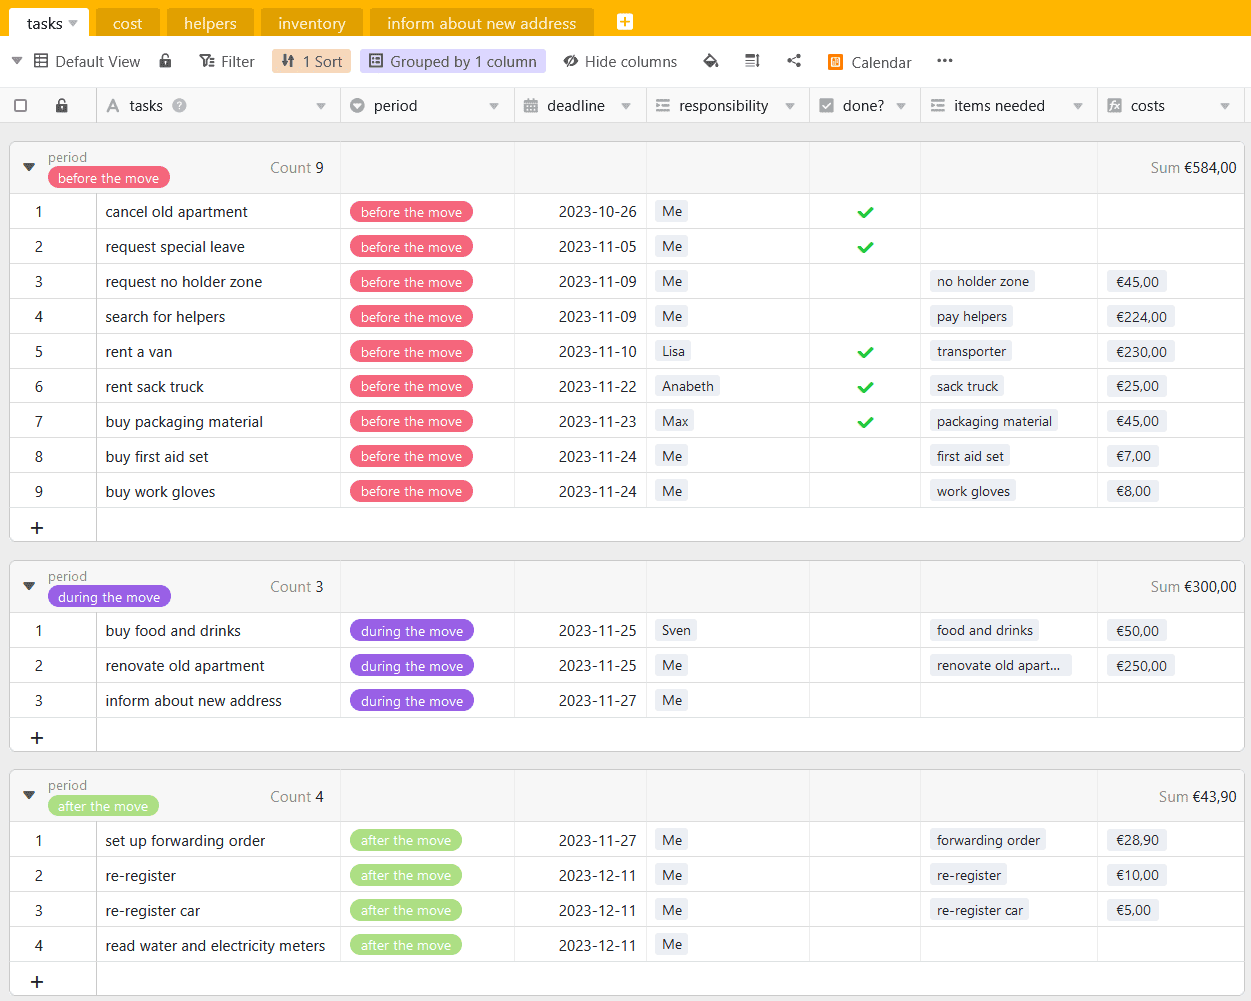 tasks cost helpers inventory inform about new address
Default View Filter 1 Sort Grouped by 1 column Hide columns Calendar
tasks period deadline responsibility done? items needed costs
period
before the move Count 9 Sum €584,00
1 cancel old apartment before the move 2023-10-26 Me
2 request special leave before the move 2023-11-05 Me
3 request no holder zone before the move 2023-11-09 Me no holder zone €45,00
4 search for helpers before the move 2023-11-09 Me pay helpers €224,00
5 rent a van before the move 2023-11-10 Lisa transporter €230,00
6 rent sack truck before the move 2023-11-22 Anabeth sack truck €25,00
7 buy packaging material before the move 2023-11-23 Max packaging material €45,00
8 buy first aid set before the move 2023-11-24 Me first aid set €7,00
9 buy work gloves before the move 2023-11-24 Me work gloves €8,00
period
during the move Count 3 Sum €300,00
1 buy food and drinks during the move 2023-11-25 Sven food and drinks €50,00
2 renovate old apartment during the move 2023-11-25 Me renovate old apart... €250,00
3 inform about new address during the move 2023-11-27 Me
period
after the move Count 4 Sum €43,90
1 set up forwarding order after the move 2023-11-27 Me forwarding order €28,90
2 re-register after the move 2023-12-11 Me re-register €10,00
3 re-register car after the move 2023-12-11 Me re-register car €5,00
4 read water and electricity meters after the move 2023-12-11 Me